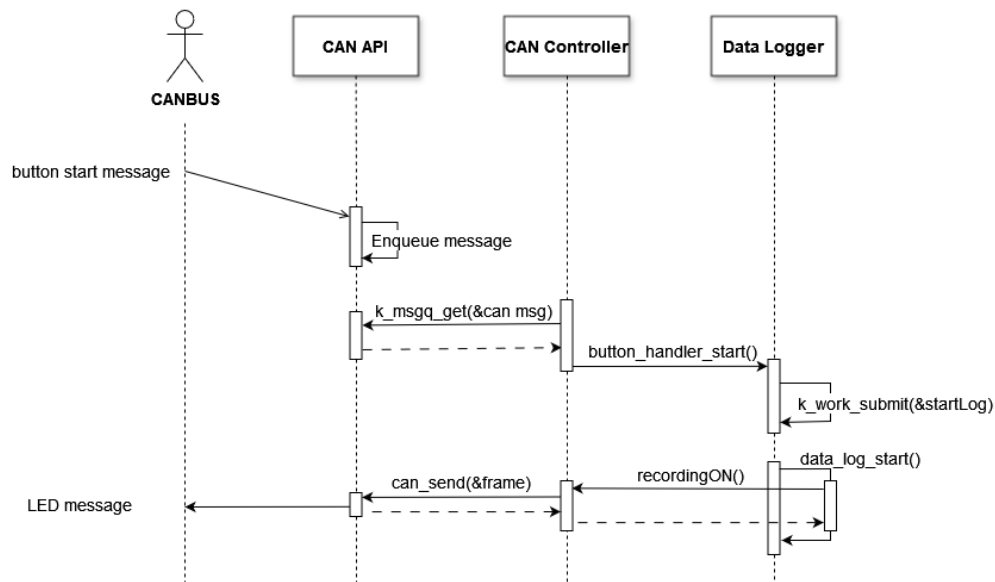 CAN API
CAN Controller
Data Logger
CANBUS
button start message
Enqueue message
k_msgq_get(&can msg)
button_handler_start()
k_work_submit(&startLog)
data_log_start()
recordingON()
can_send(&frame)
LED message